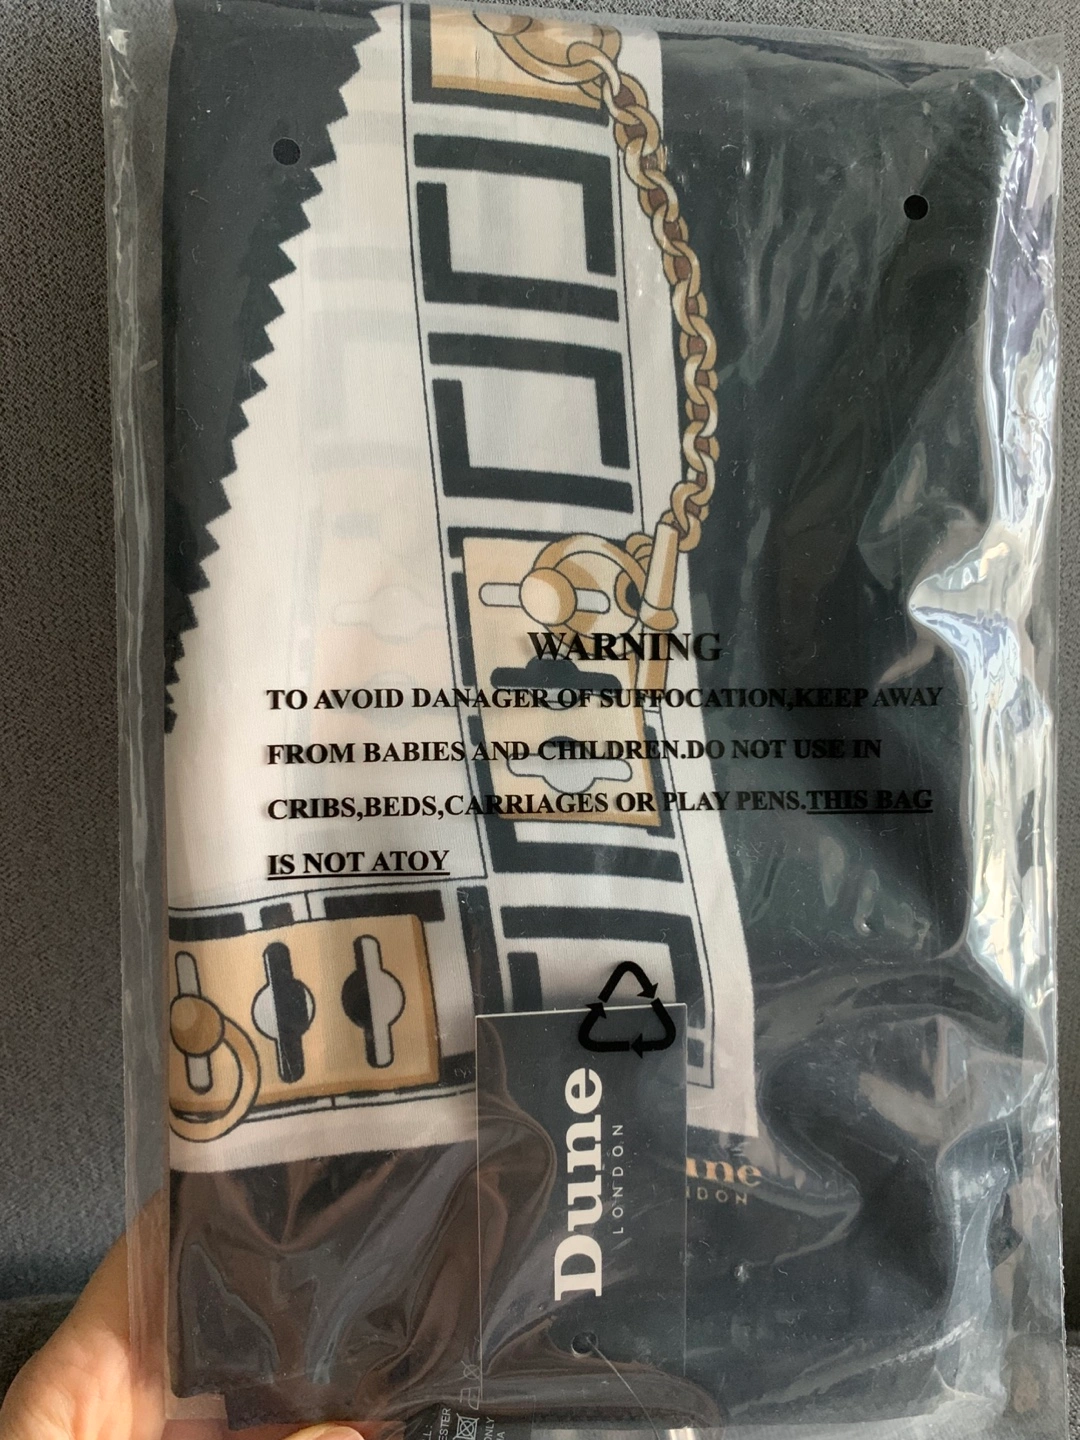 WARNING
TO AVOID DANAGER OF SUFFOCATION,KEEP AWAY
FROM BABIES AND CHILDREN.DO NOT USE IN
CRIBS,BEDS,CARRIAGES OR PLAY PENS.THIS BAG
IS NOT ATOY
Dune
LONDON